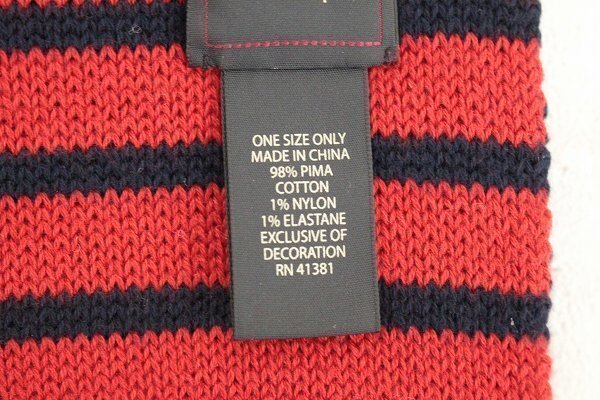 ONE SIZE ONLY
MADE IN CHINA
98% PIMA
COTTON
1% NYLON
1% ELASTANE
EXCLUSIVE OF
DECORATION
RN 41381